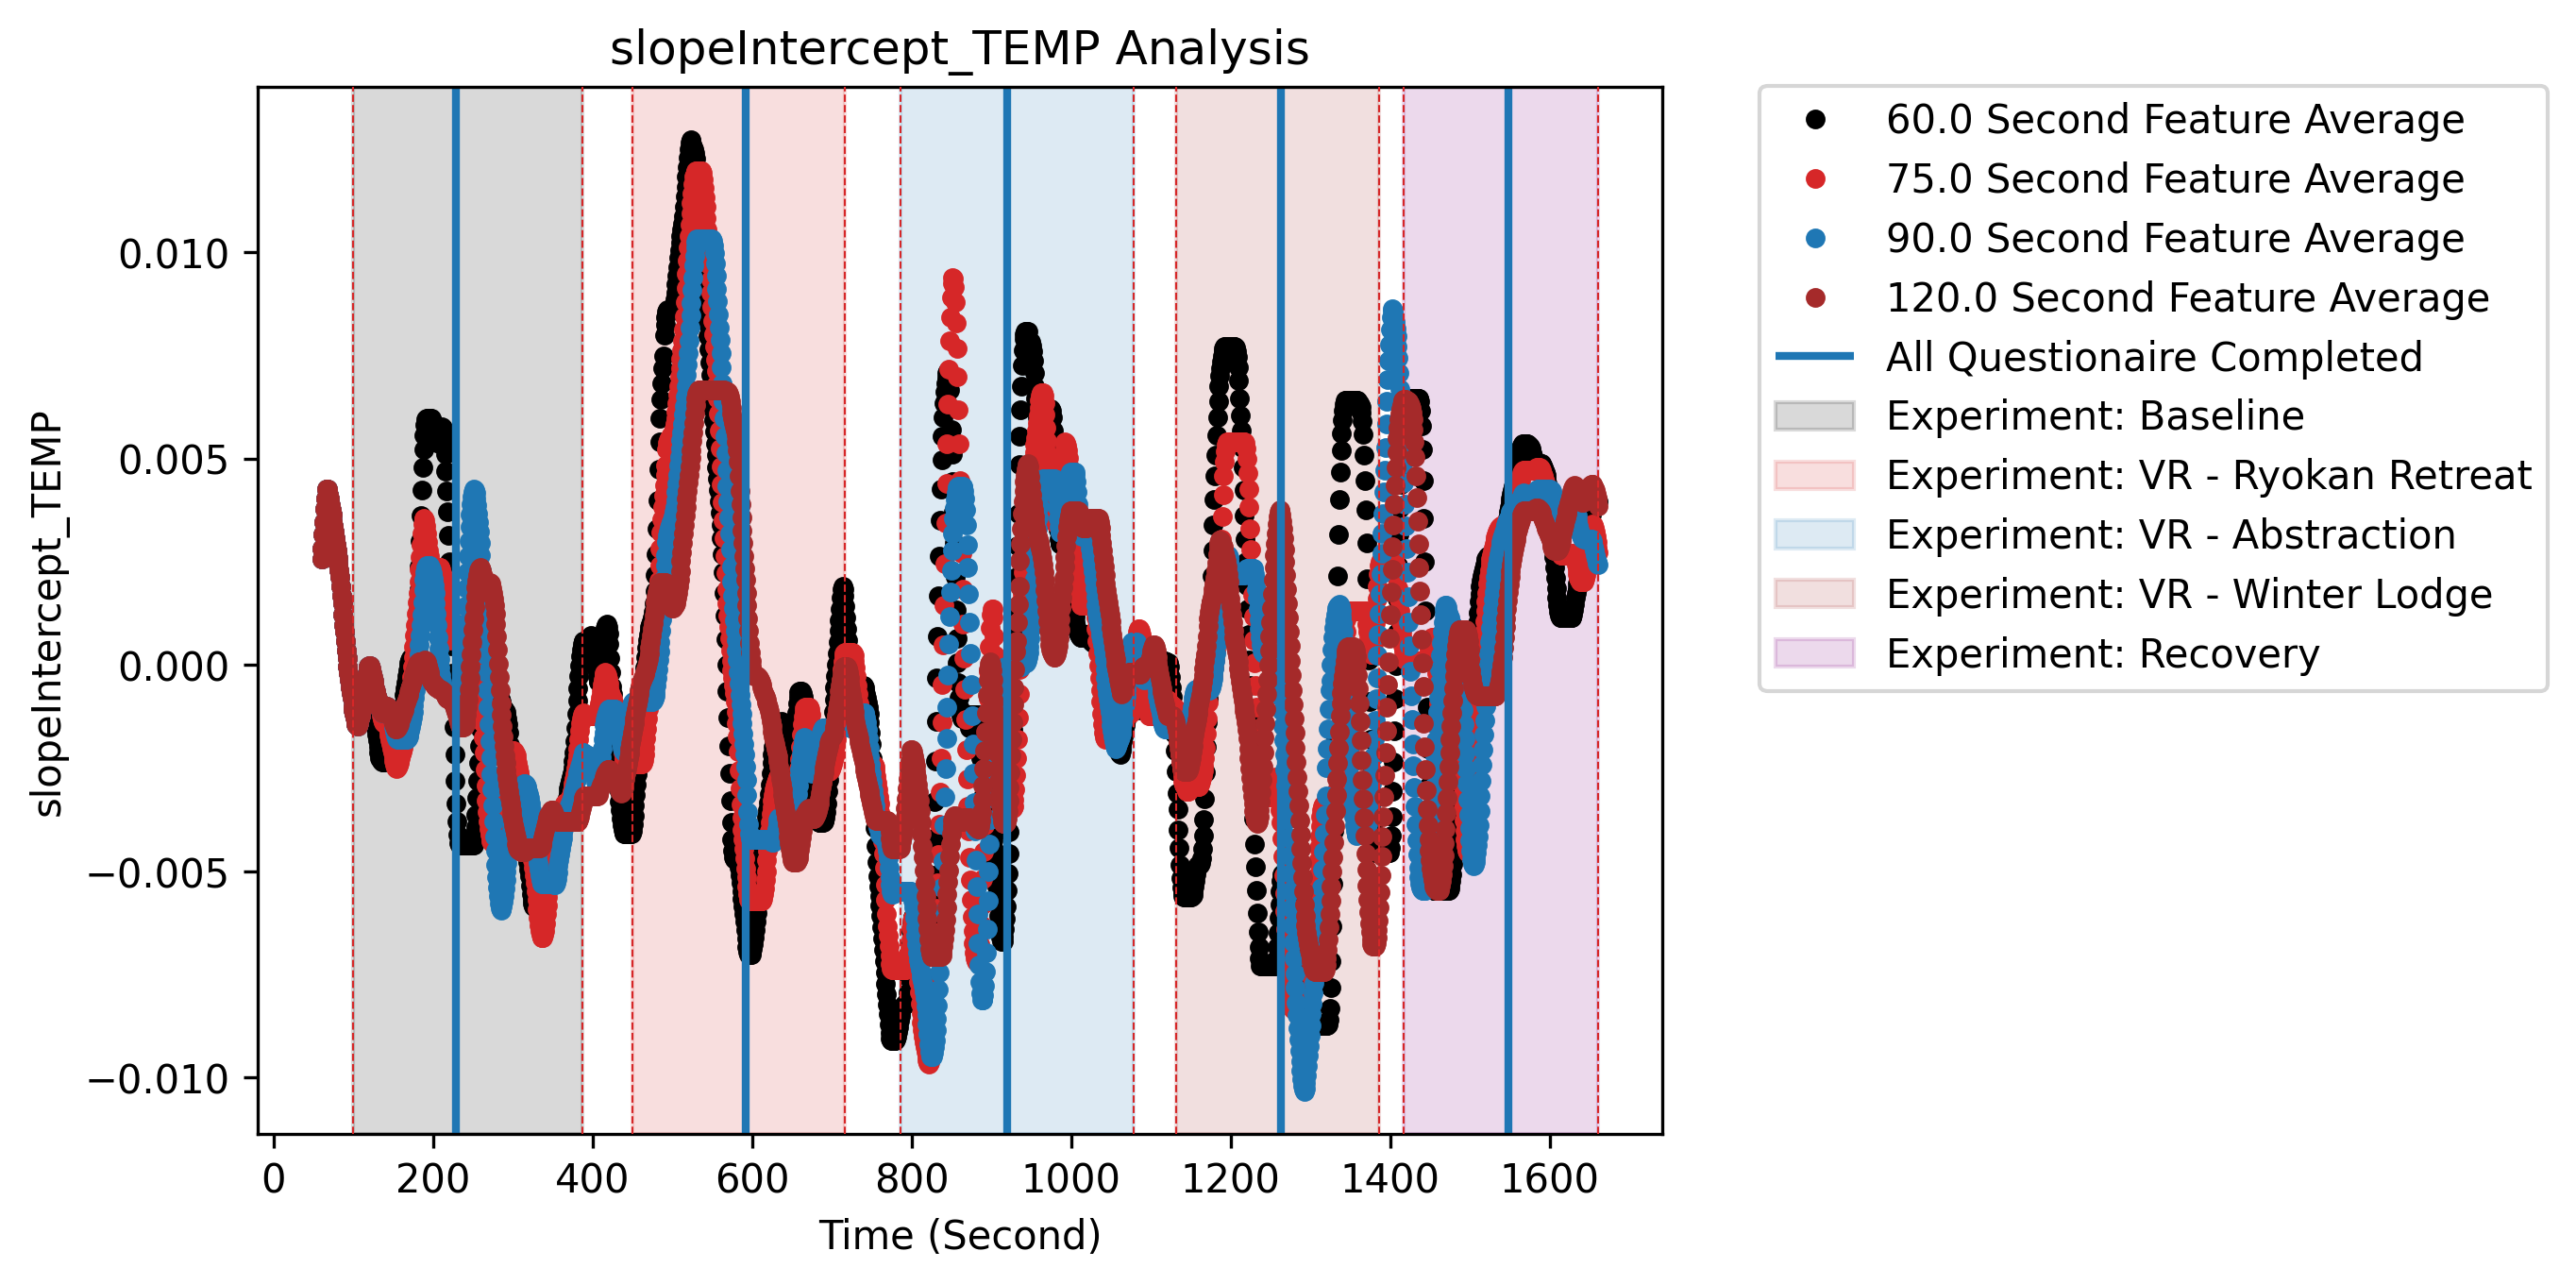 slopeIntercept_TEMP Analysis
slopeIntercept_TEMP
0.010
0.005
0.000
−0.005
−0.010
0 200 400 600 800 1000 1200 1400 1600
Time (Second)
60.0 Second Feature Average
75.0 Second Feature Average
90.0 Second Feature Average
120.0 Second Feature Average
All Questionaire Completed
Experiment: Baseline
Experiment: VR - Ryokan Retreat
Experiment: VR - Abstraction
Experiment: VR - Winter Lodge
Experiment: Recovery